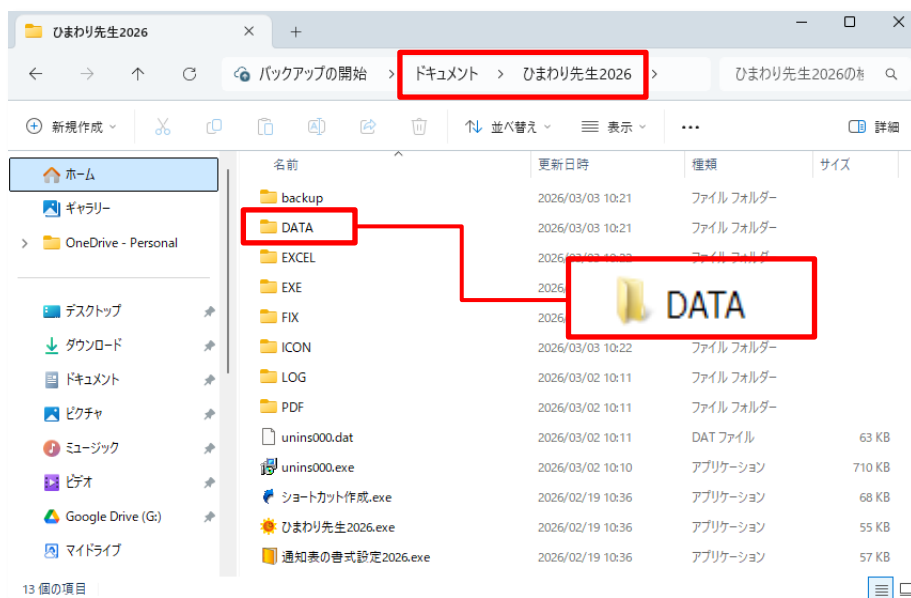 ひまわり先生2026
バックアップの開始 > ドキュメント > ひまわり先生2026 >
ひまわり先生2026の
新規作成
並べ替え
表示
詳細
名前 更新日時 種類 サイズ
ホーム
ギャラリー
OneDrive - Personal
デスクトップ
ダウンロード
ドキュメント
ピクチャ
ミュージック
ビデオ
Google Drive (G:)
マイドライブ
backup 2026/03/03 10:21 ファイル フォルダー
DATA 2026/03/03 10:21 ファイル フォルダー
EXCEL
EXE
FIX
DATA
ICON 2026/03/03 10:22 ファイル フォルダー
LOG 2026/03/02 10:11 ファイル フォルダー
PDF 2026/03/02 10:11 ファイル フォルダー
unins000.dat 2026/03/02 10:11 DAT ファイル 63 KB
unins000.exe 2026/03/02 10:10 アプリケーション 710 KB
ショートカット作成.exe 2026/02/19 10:36 アプリケーション 68 KB
ひまわり先生2026.exe 2026/02/19 10:36 アプリケーション 55 KB
通知表の書式設定2026.exe 2026/02/19 10:36 アプリケーション 57 KB
13 個の項目